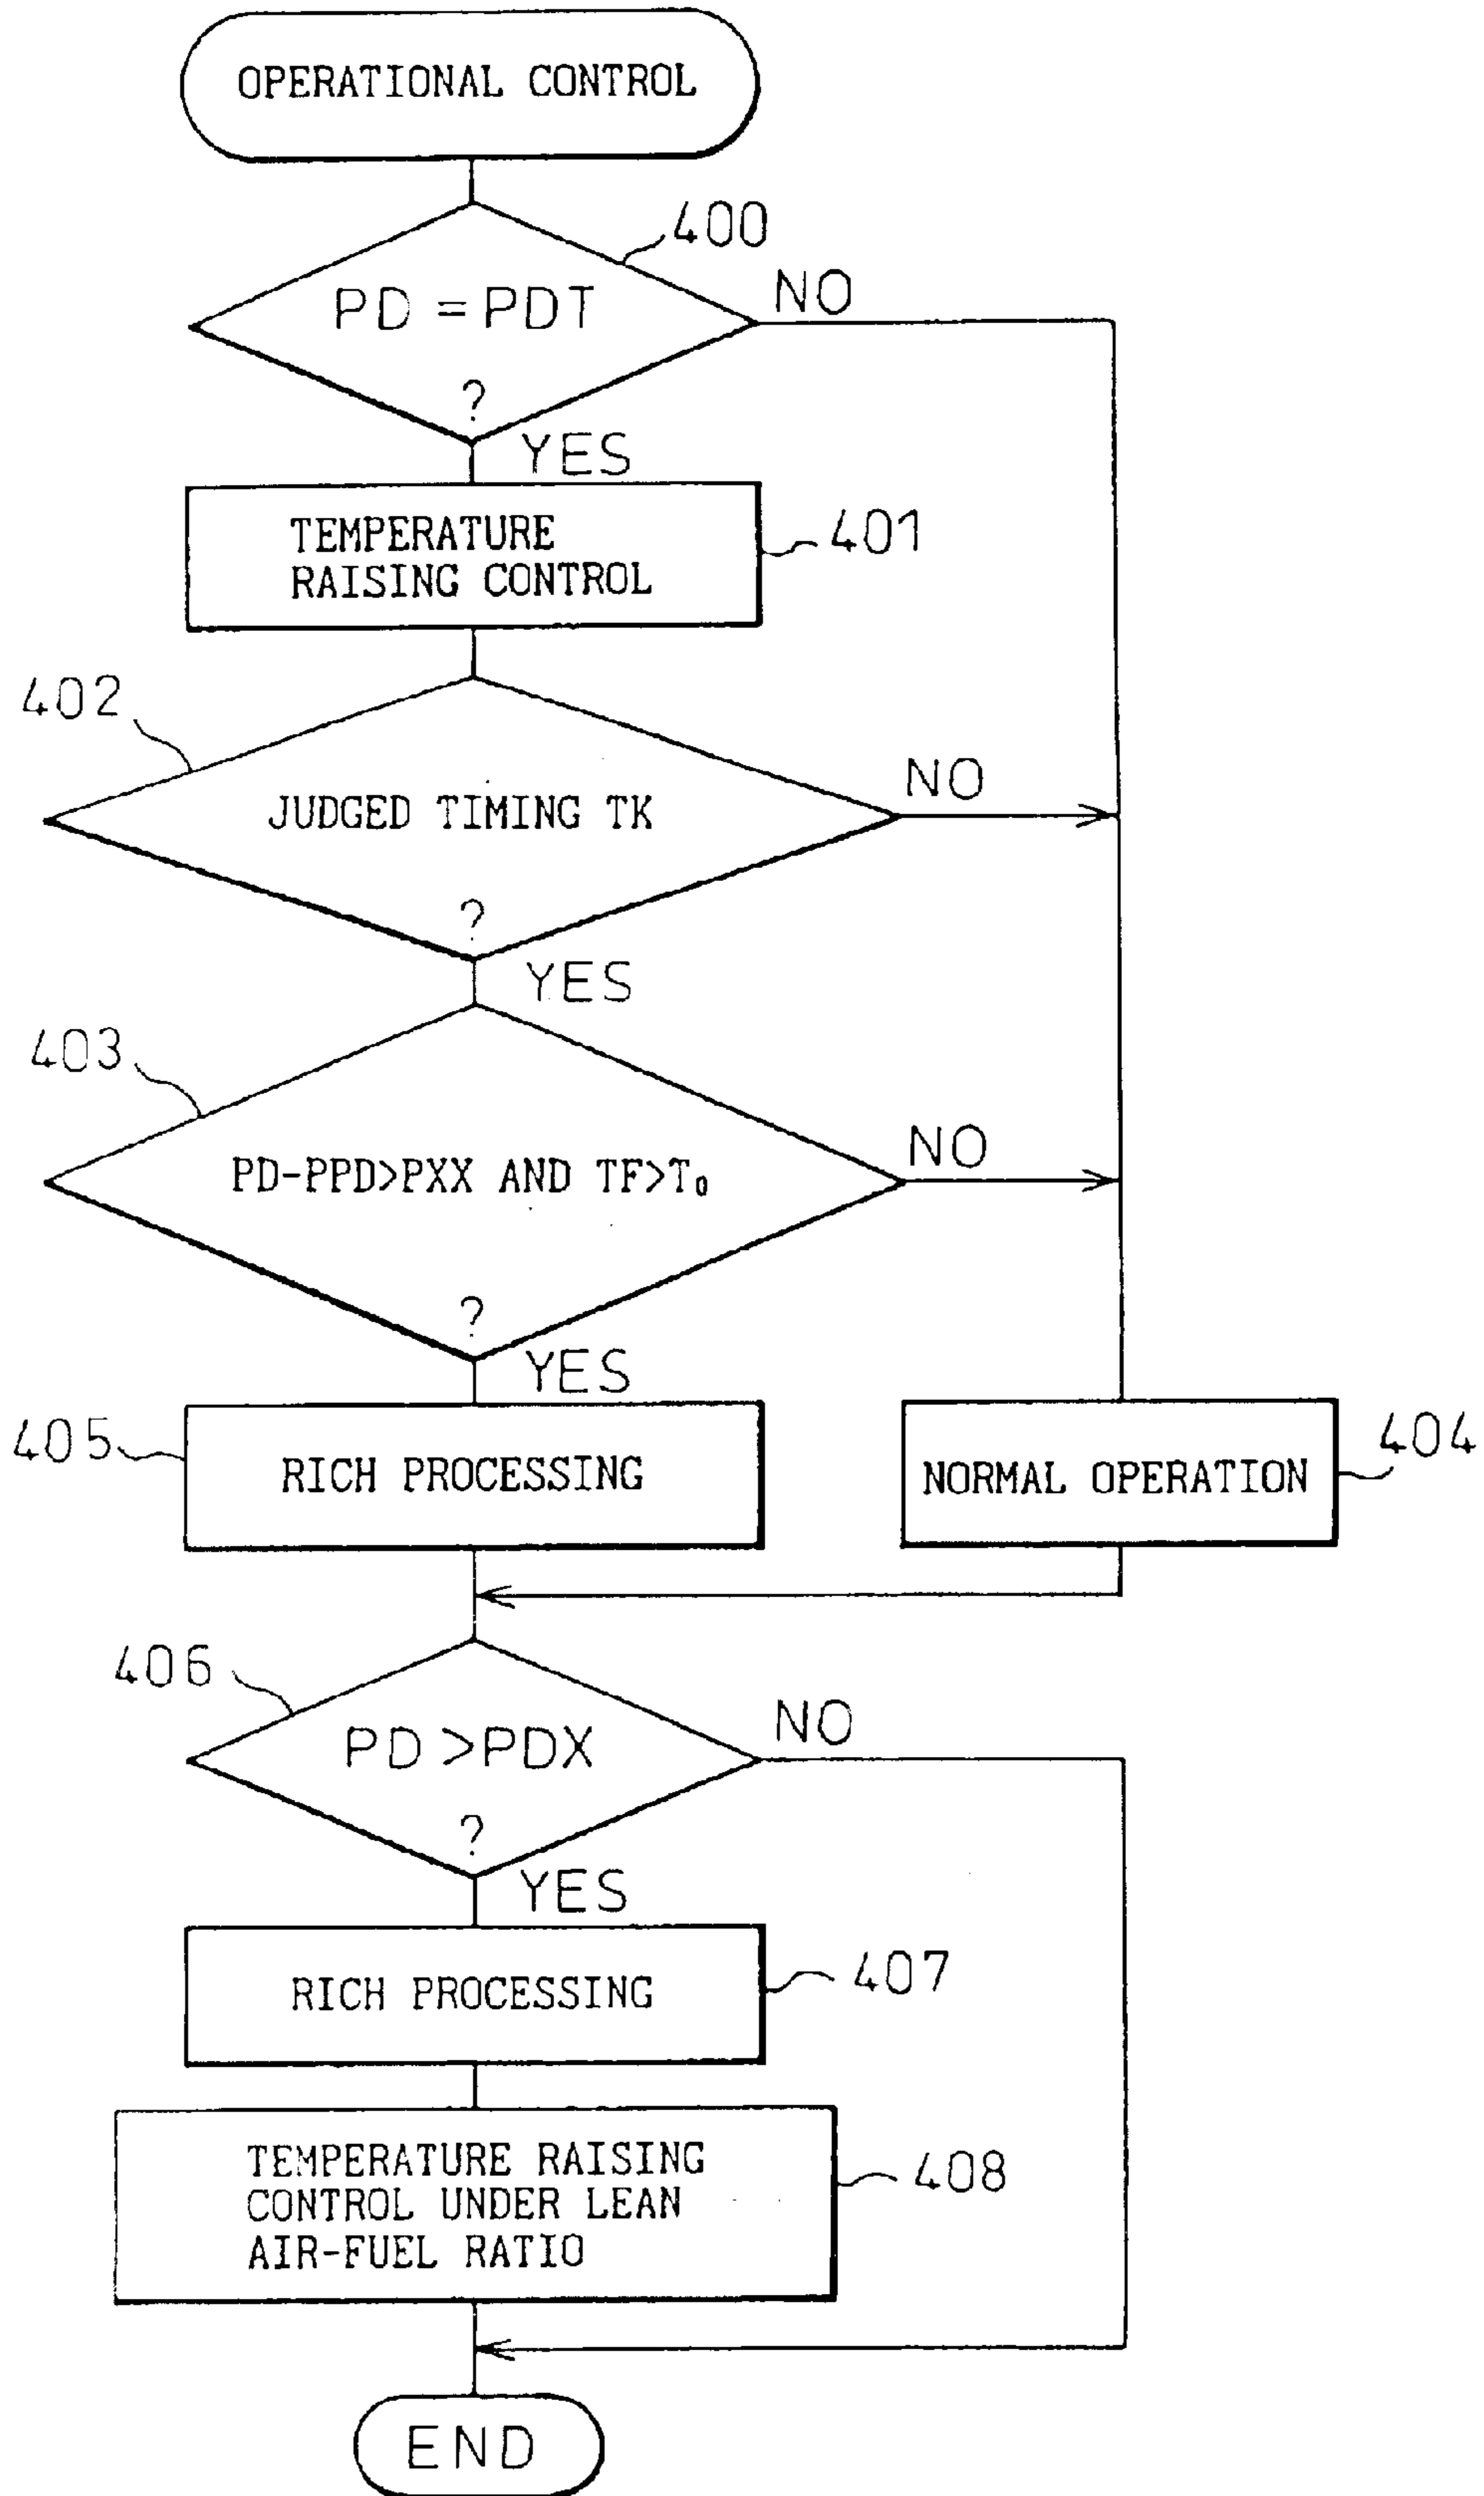 OPERATIONAL CONTROL
400
PD = PDT
?
NO
YES
TEMPERATURE
RAISING CONTROL
401
402
JUDGED TIMING TK
?
NO
YES
403
PD-PPD>PXX AND TF>T₀
?
NO
YES
405
RICH PROCESSING
NORMAL OPERATION
404
406
PD >PDX
?
NO
YES
RICH PROCESSING
407
TEMPERATURE RAISING
CONTROL UNDER LEAN
AIR-FUEL RATIO
408
END